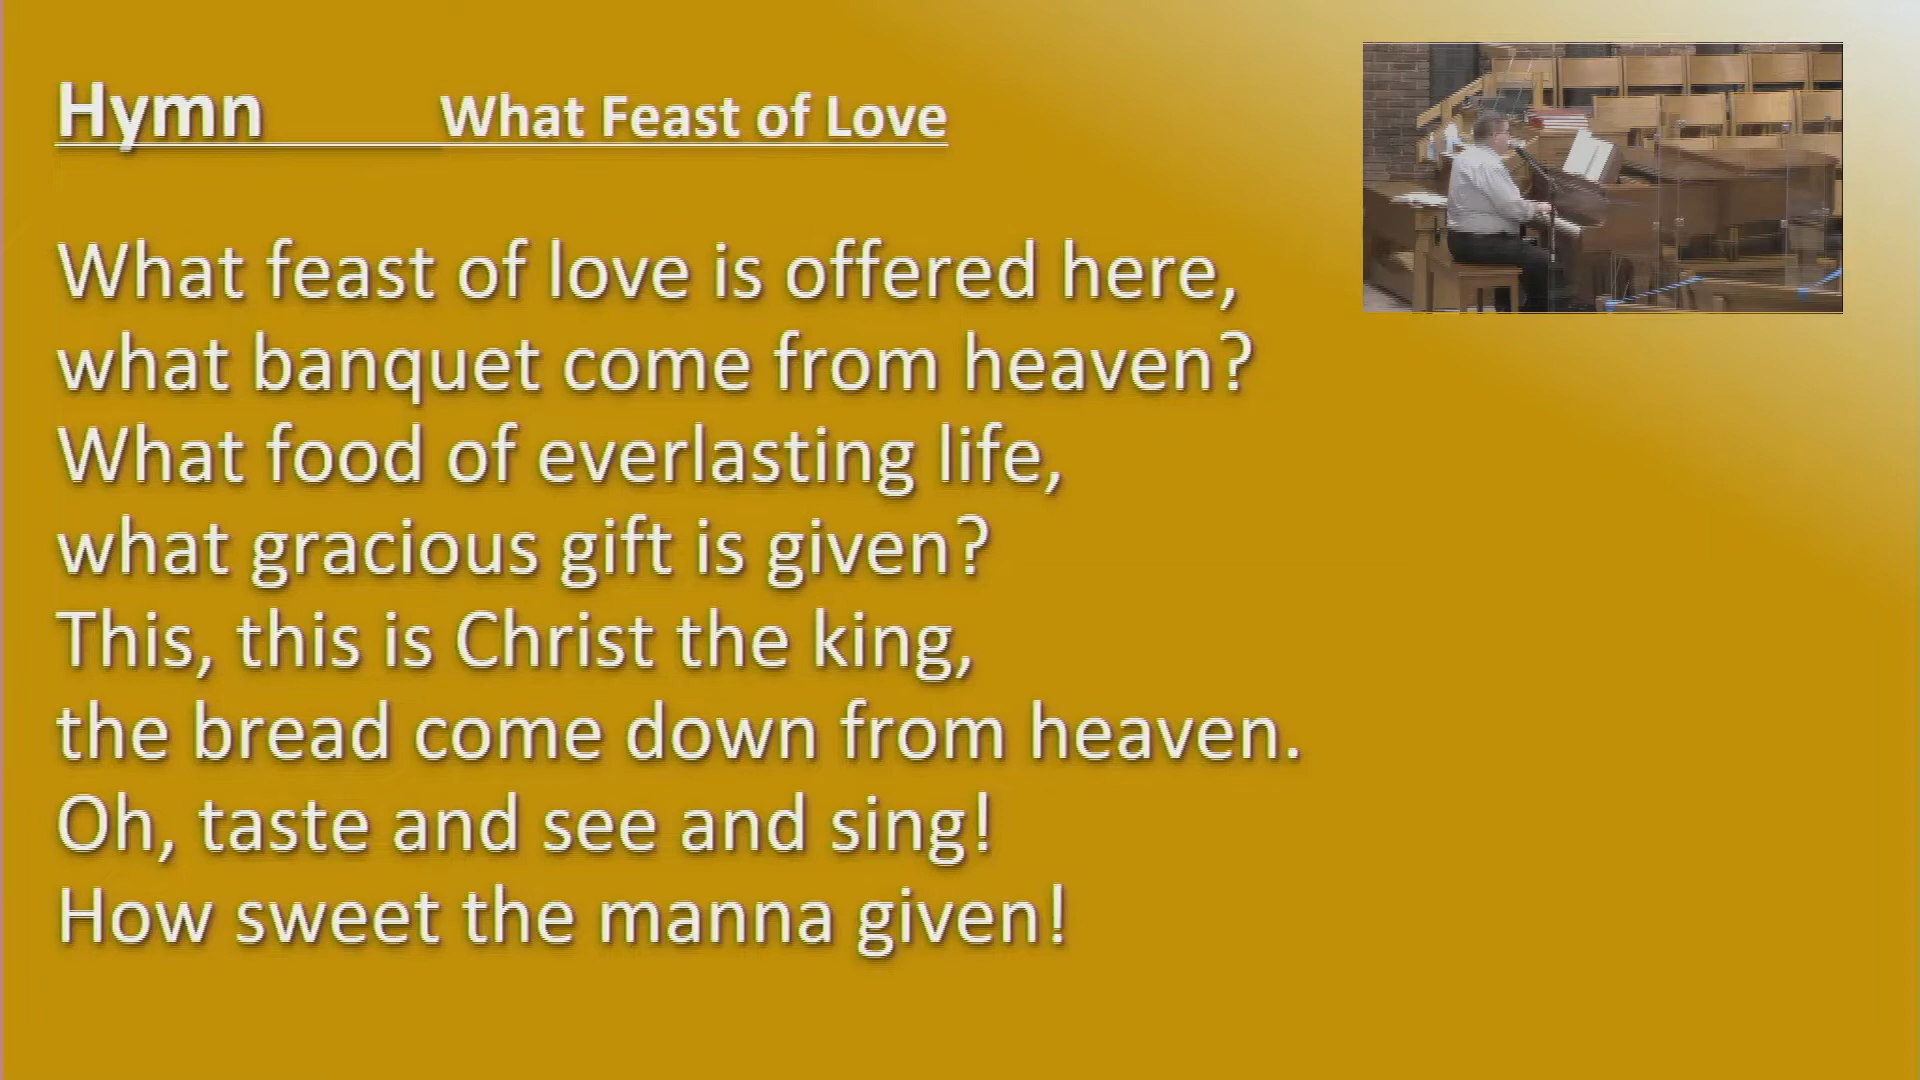 Hymn What Feast of Love
What feast of love is offered here,
what banquet come from heaven?
What food of everlasting life,
what gracious gift is given?
This, this is Christ the king,
the bread come down from heaven.
Oh, taste and see and sing!
How sweet the manna given!